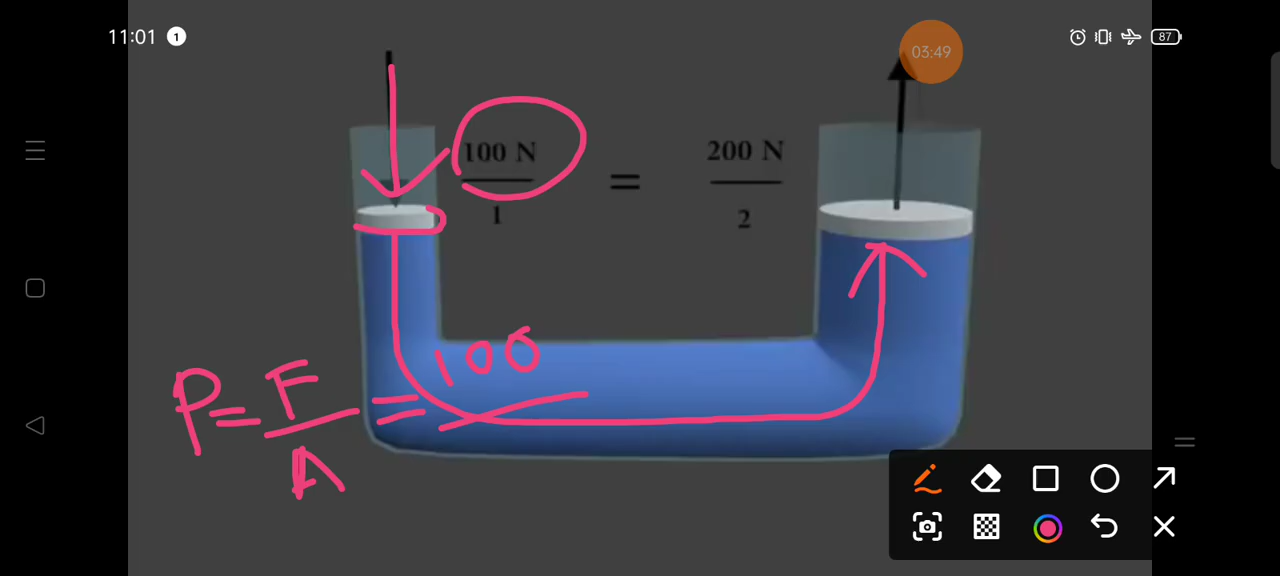 11:01 1
87
03:49
100 N
1
=
200 N
2
P = F
A
= 100